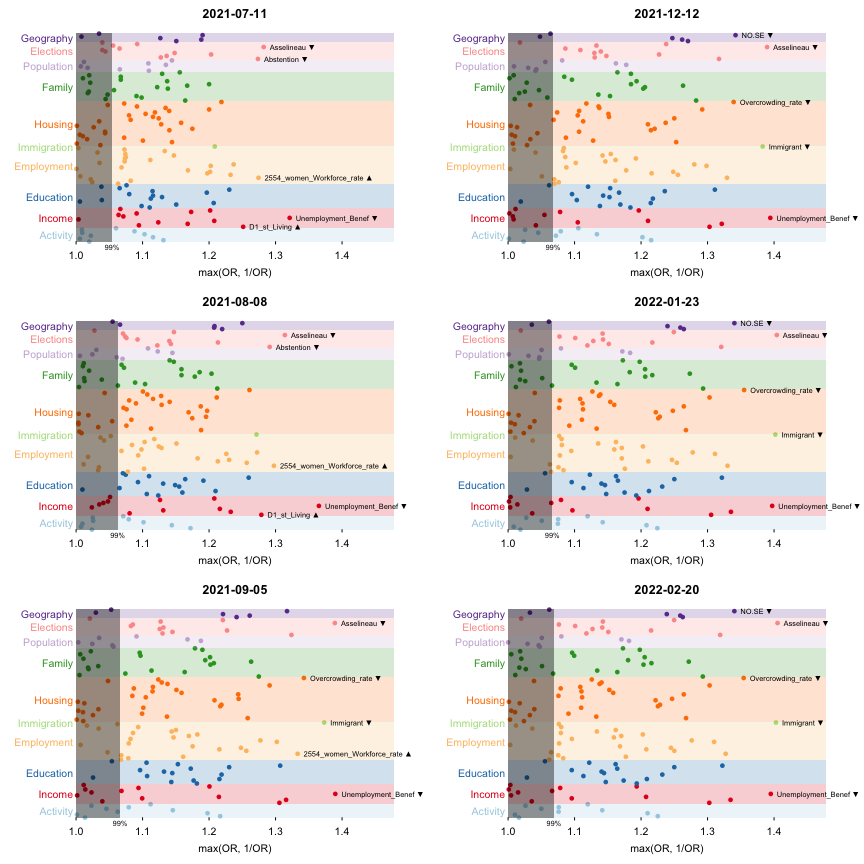 2021-07-11
Geography
NO.SE ▼
Elections
Asselineau ▼
Abstention ▼
Population
Family
Housing
Immigration
Employment
2554_women_Workforce_rate ▲
Education
Income
Unemployment_Benef ▼
D1_st_Living ▲
Activity
99%
1.0 1.1 1.2 1.3 1.4
max(OR, 1/OR)
2021-12-12
NO.SE ▼
Asselineau ▼
Overcrowding_rate ▼
Immigrant ▼
Unemployment_Benef ▼
99%
1.0 1.1 1.2 1.3 1.4
max(OR, 1/OR)
2021-08-08
Geography
Elections
Asselineau ▼
Abstention ▼
Population
Family
Housing
Immigration
Employment
2554_women_Workforce_rate ▲
Education
Income
Unemployment_Benef ▼
D1_st_Living ▲
Activity
99%
1.0 1.1 1.2 1.3 1.4
max(OR, 1/OR)
2022-01-23
Geography
NO.SE ▼
Elections
Asselineau ▼
Population
Family
Overcrowding_rate ▼
Housing
Immigration
Immigrant ▼
Employment
Education
Income
Unemployment_Benef ▼
Activity
99%
1.0 1.1 1.2 1.3 1.4
max(OR, 1/OR)
2021-09-05
Geography
Elections
Asselineau ▼
Population
Family
Overcrowding_rate ▼
Housing
Immigration
Immigrant ▼
Employment
2554_women_Workforce_rate ▲
Education
Income
Unemployment_Benef ▼
Activity
99%
1.0 1.1 1.2 1.3 1.4
max(OR, 1/OR)
2022-02-20
Geography
NO.SE ▼
Elections
Asselineau ▼
Population
Family
Overcrowding_rate ▼
Housing
Immigration
Immigrant ▼
Employment
Education
Income
Unemployment_Benef ▼
Activity
99%
1.0 1.1 1.2 1.3 1.4
max(OR, 1/OR)